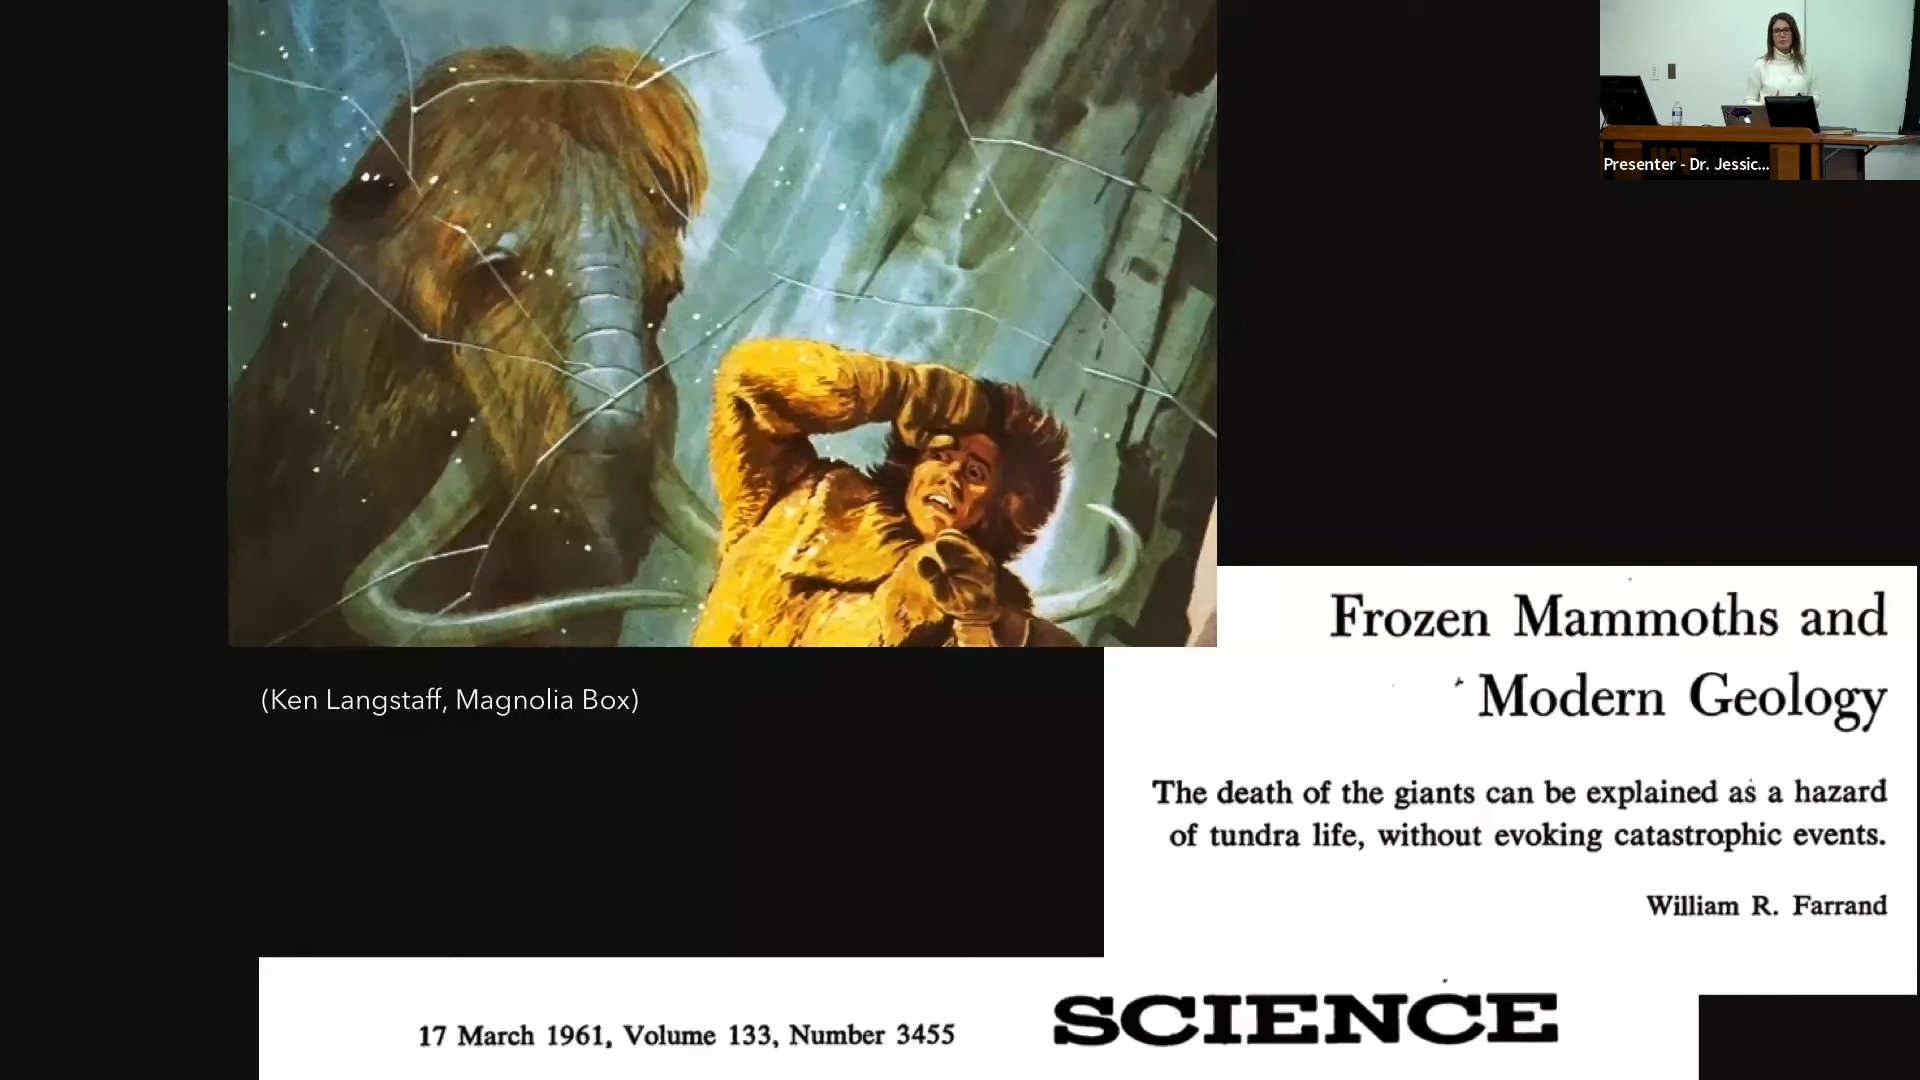 Presenter - Dr. Jessic...
(Ken Langstaff, Magnolia Box)
Frozen Mammoths and
Modern Geology
The death of the giants can be explained as a hazard
of tundra life, without evoking catastrophic events.
William R. Farrand
17 March 1961, Volume 133, Number 3455
SCIENCE